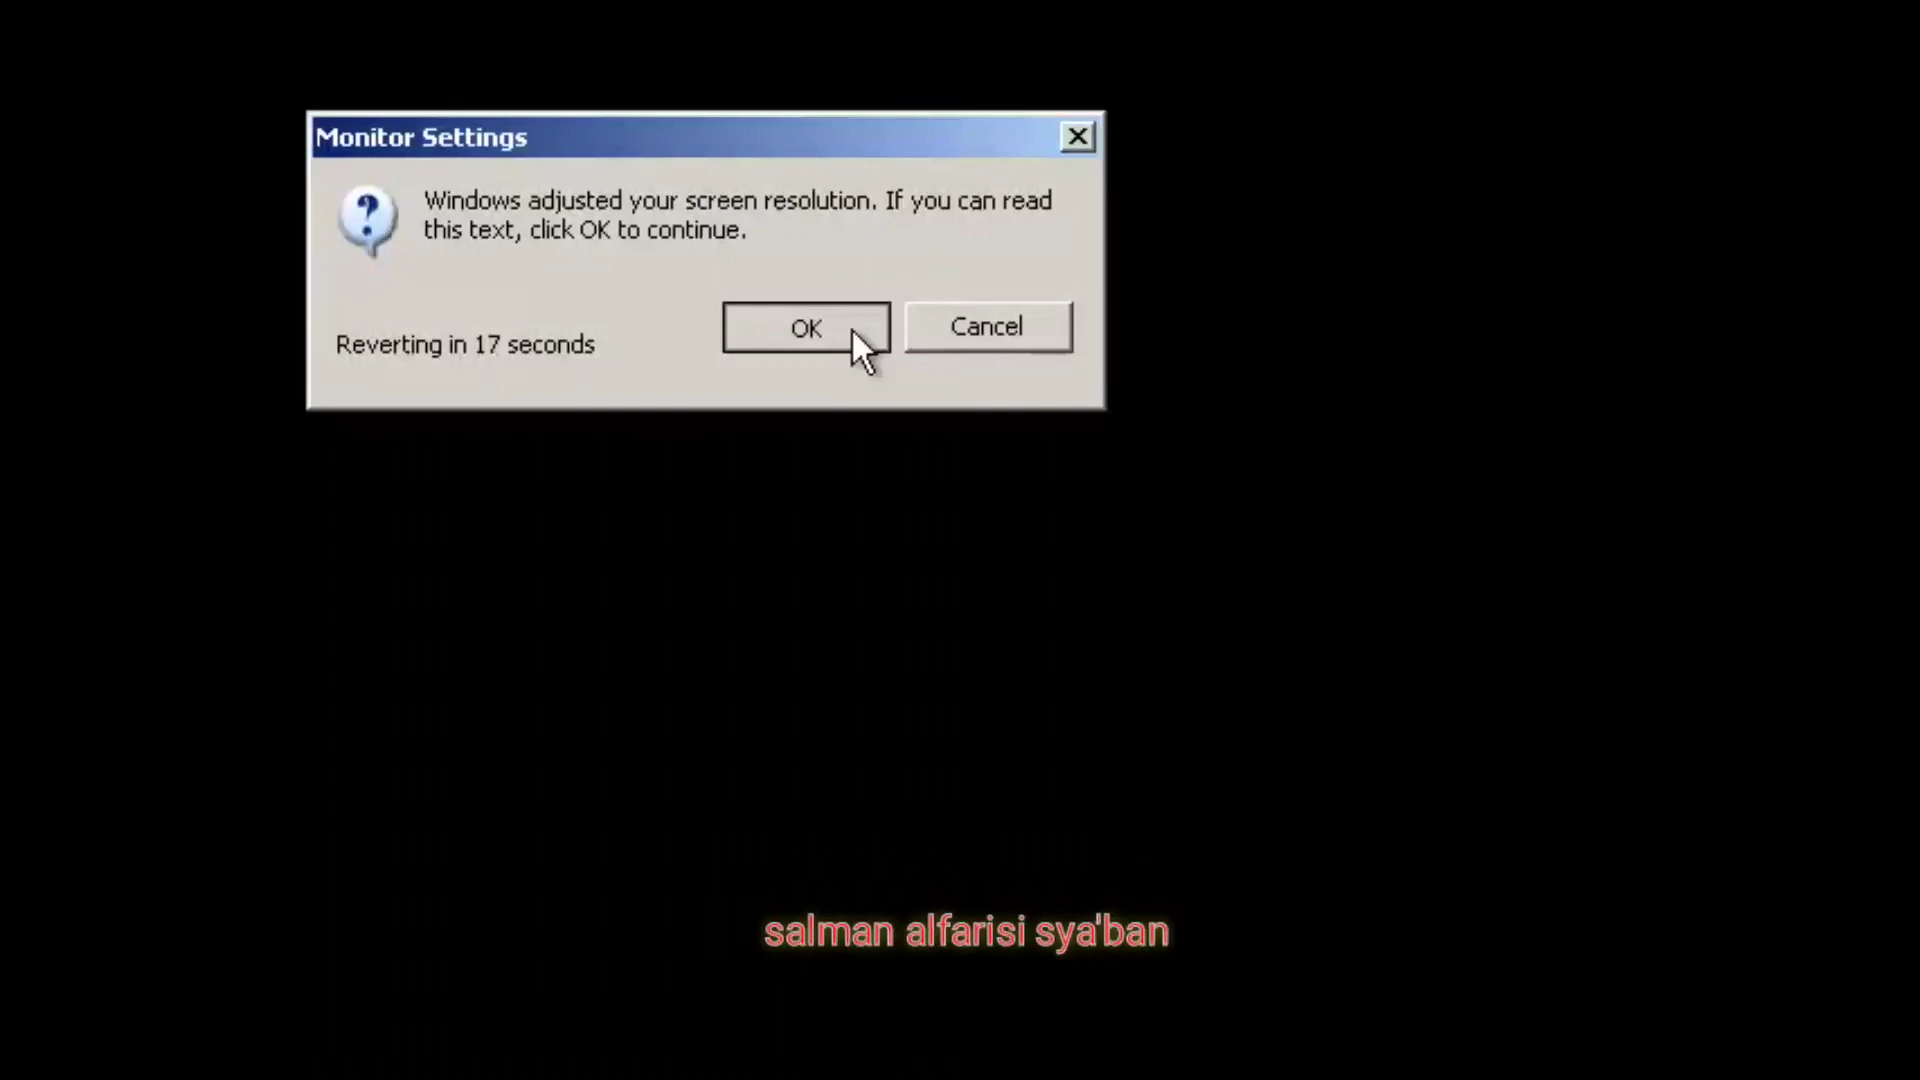 Monitor Settings
Windows adjusted your screen resolution. If you can read
this text, click OK to continue.
Reverting in 17 seconds
OK
Cancel
salman alfarisi sya'ban